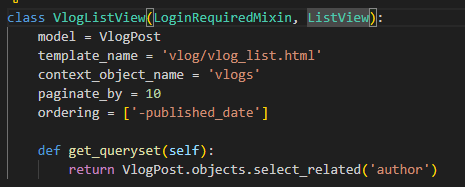 class VlogListView(LoginRequiredMixin, ListView):
    model = VlogPost
    template_name = 'vlog/vlog_list.html'
    context_object_name = 'vlogs'
    paginate_by = 10
    ordering = ['-published_date']

    def get_queryset(self):
        return VlogPost.objects.select_related('author')